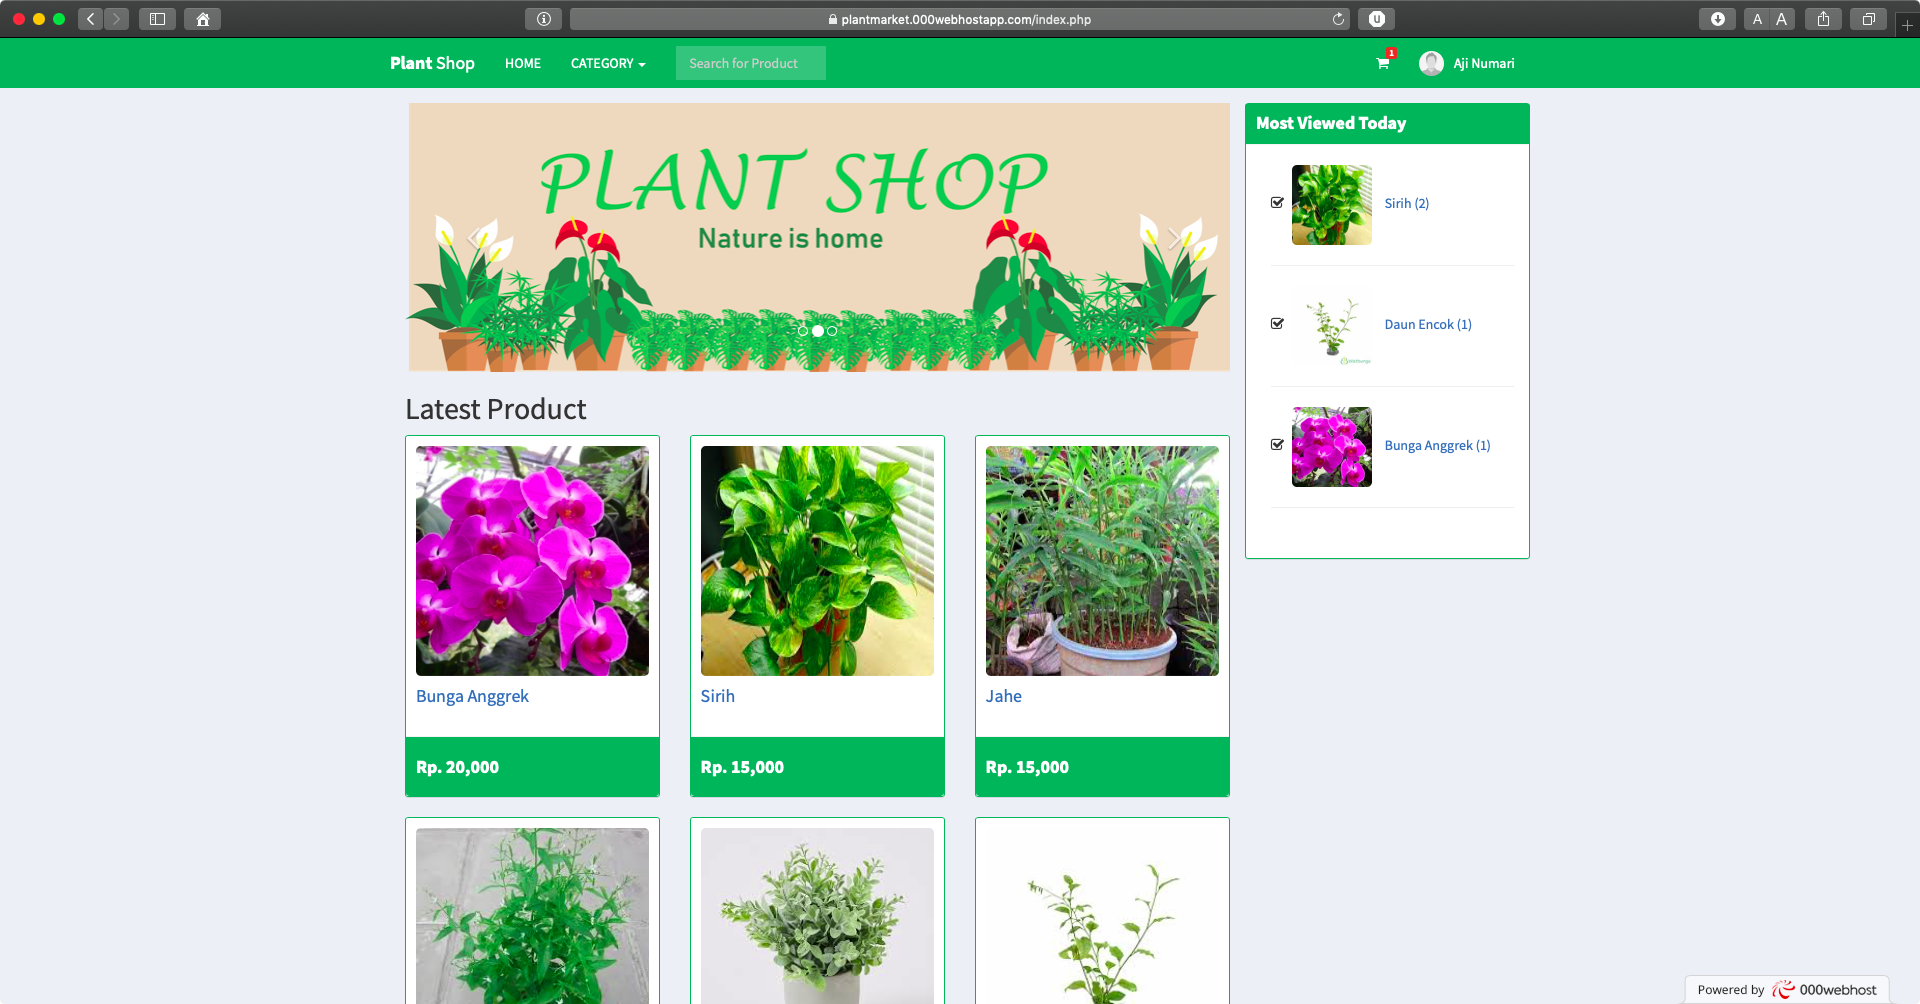 plantmarket.000webhostapp.com/index.php
A A
Plant Shop
HOME
CATEGORY
Search for Product
1
Aji Numari
PLANT SHOP
Nature is home
Most Viewed Today
Sirih (2)
Daun Encok (1)
Bunga Anggrek (1)
Latest Product
Bunga Anggrek
Sirih
Jahe
Rp. 20,000
Rp. 15,000
Rp. 15,000
Powered by 000webhost